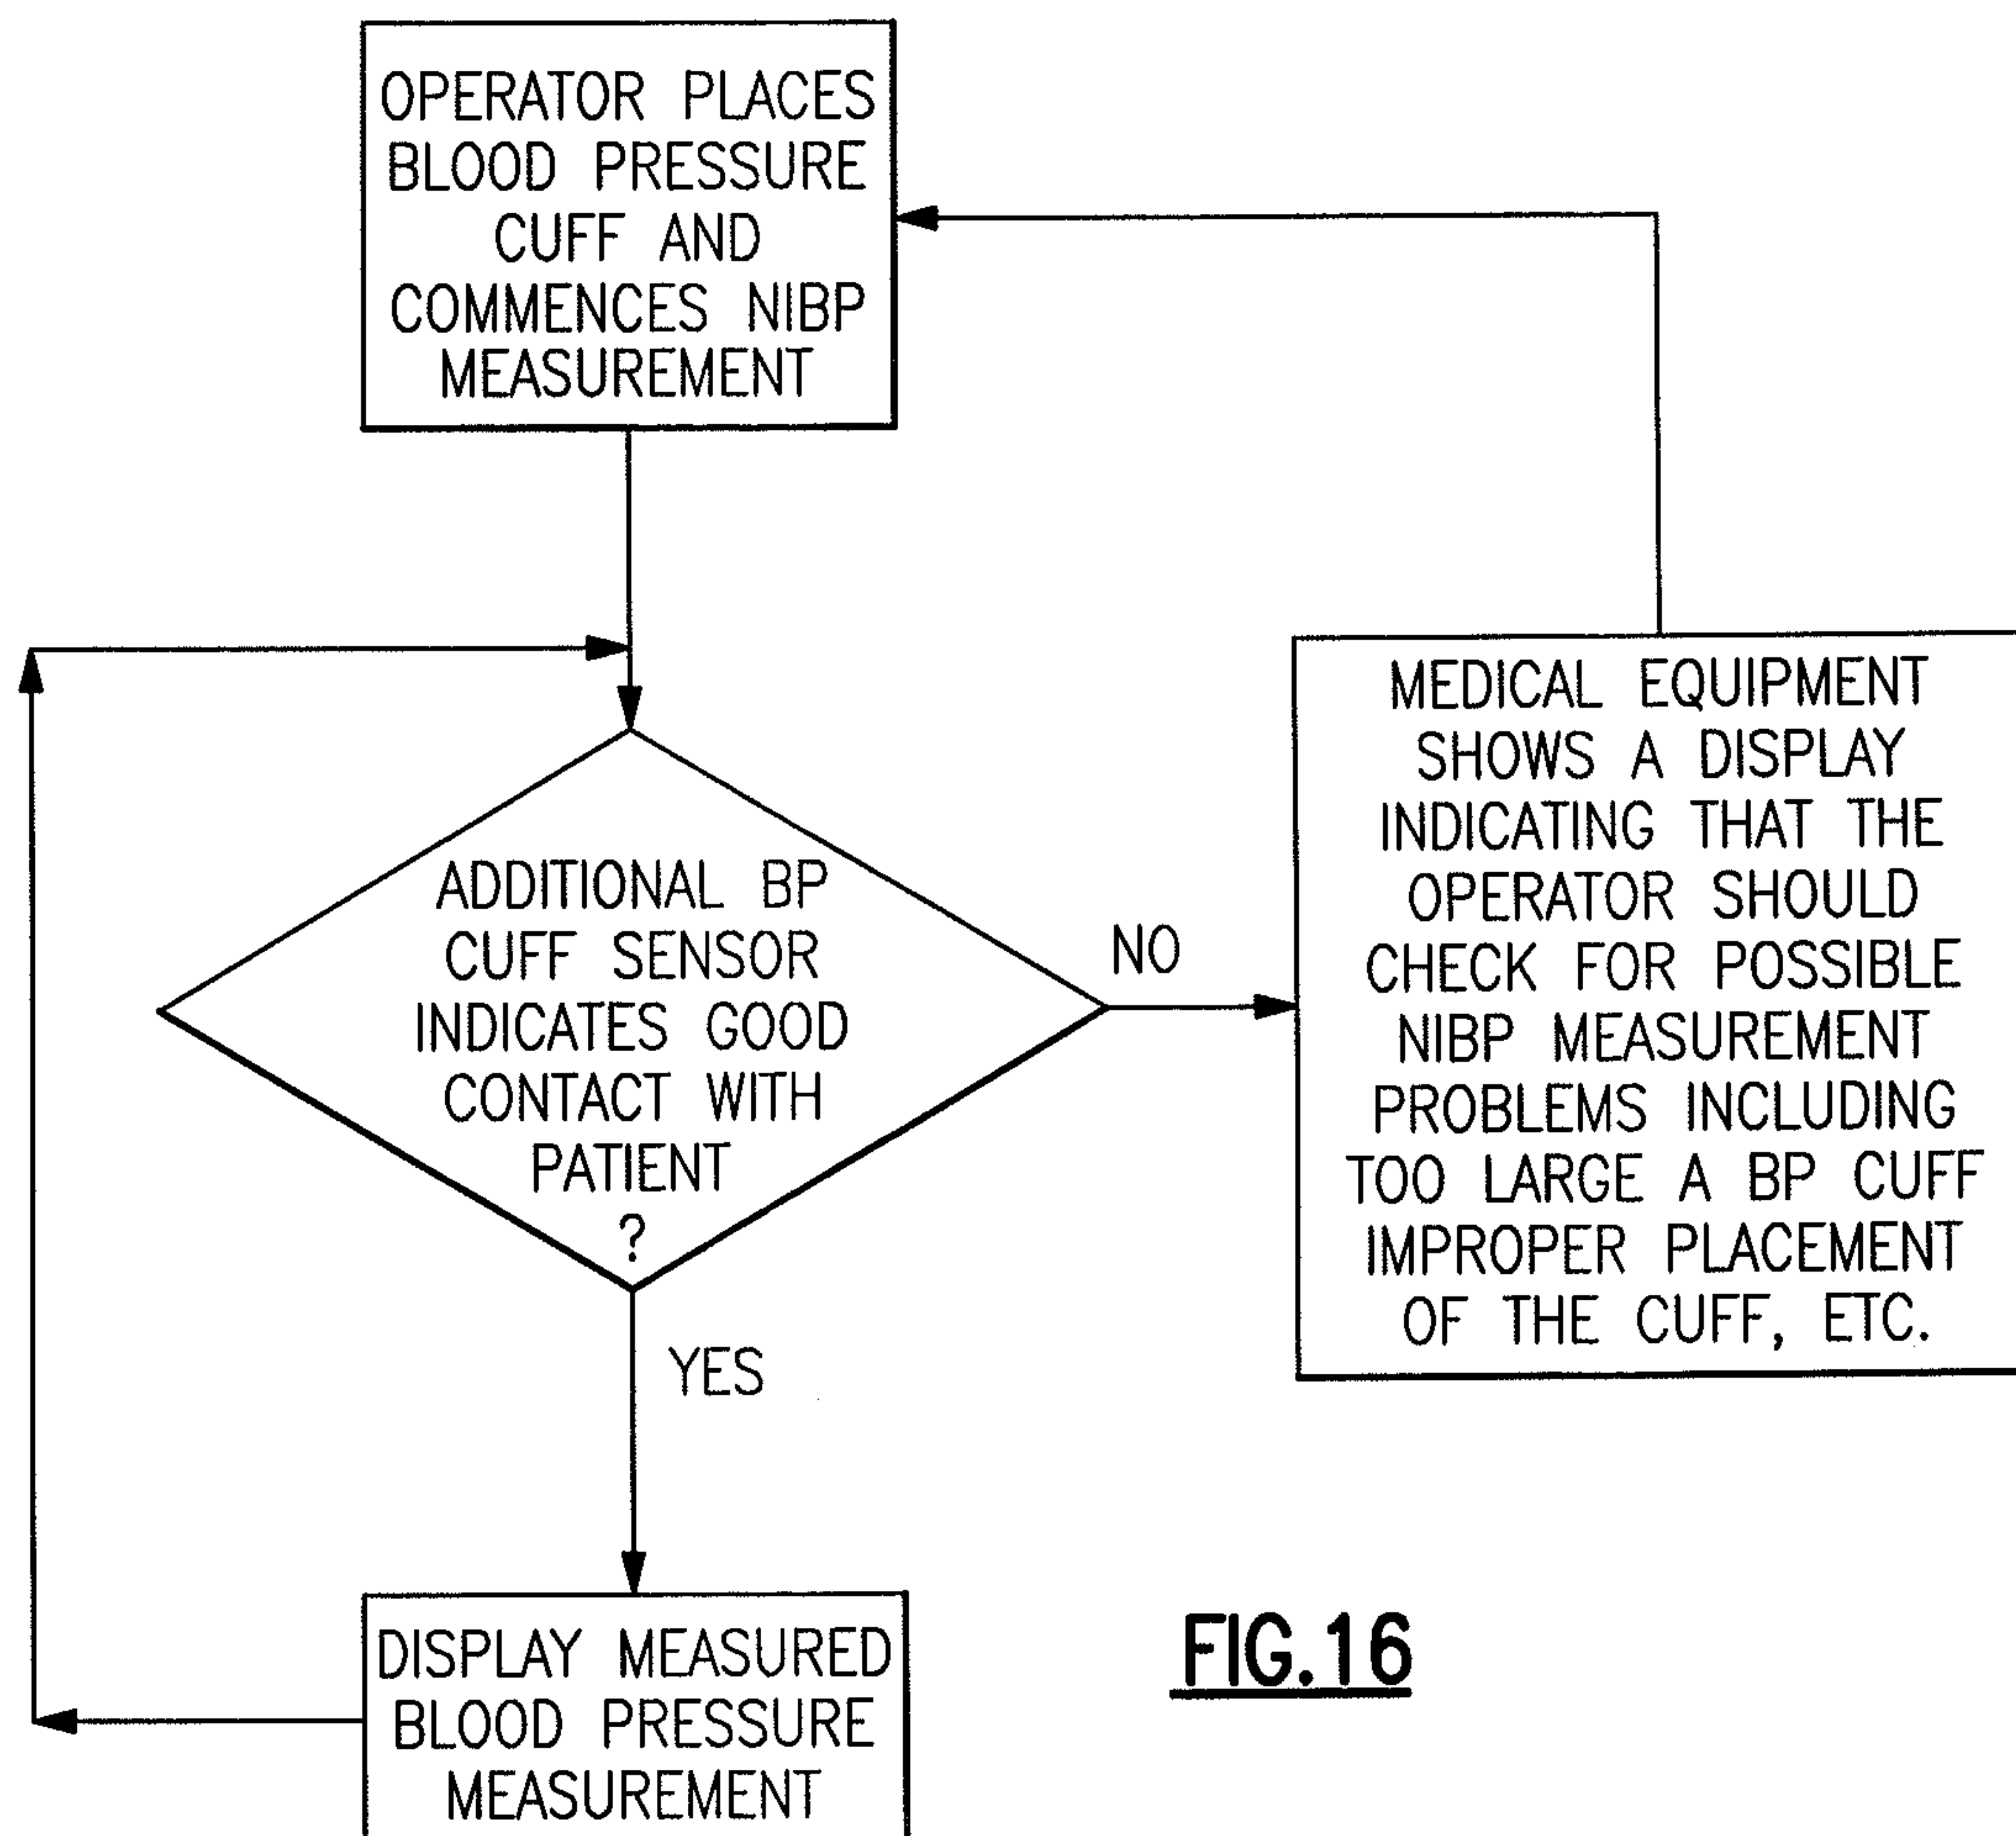 OPERATOR PLACES
BLOOD PRESSURE
CUFF AND
COMMENCES NIBP
MEASUREMENT
ADDITIONAL BP
CUFF SENSOR
INDICATES GOOD
CONTACT WITH
PATIENT
?
NO
MEDICAL EQUIPMENT
SHOWS A DISPLAY
INDICATING THAT THE
OPERATOR SHOULD
CHECK FOR POSSIBLE
NIBP MEASUREMENT
PROBLEMS INCLUDING
TOO LARGE A BP CUFF
IMPROPER PLACEMENT
OF THE CUFF, ETC.
YES
DISPLAY MEASURED
BLOOD PRESSURE
MEASUREMENT
FIG.16